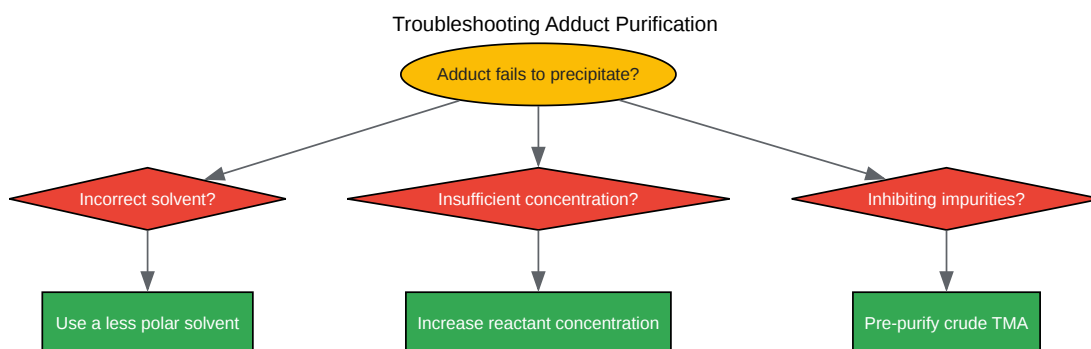 Troubleshooting Adduct Purification
Adduct fails to precipitate?
Incorrect solvent?
Insufficient concentration?
Inhibiting impurities?
Use a less polar solvent
Increase reactant concentration
Pre-purify crude TMA